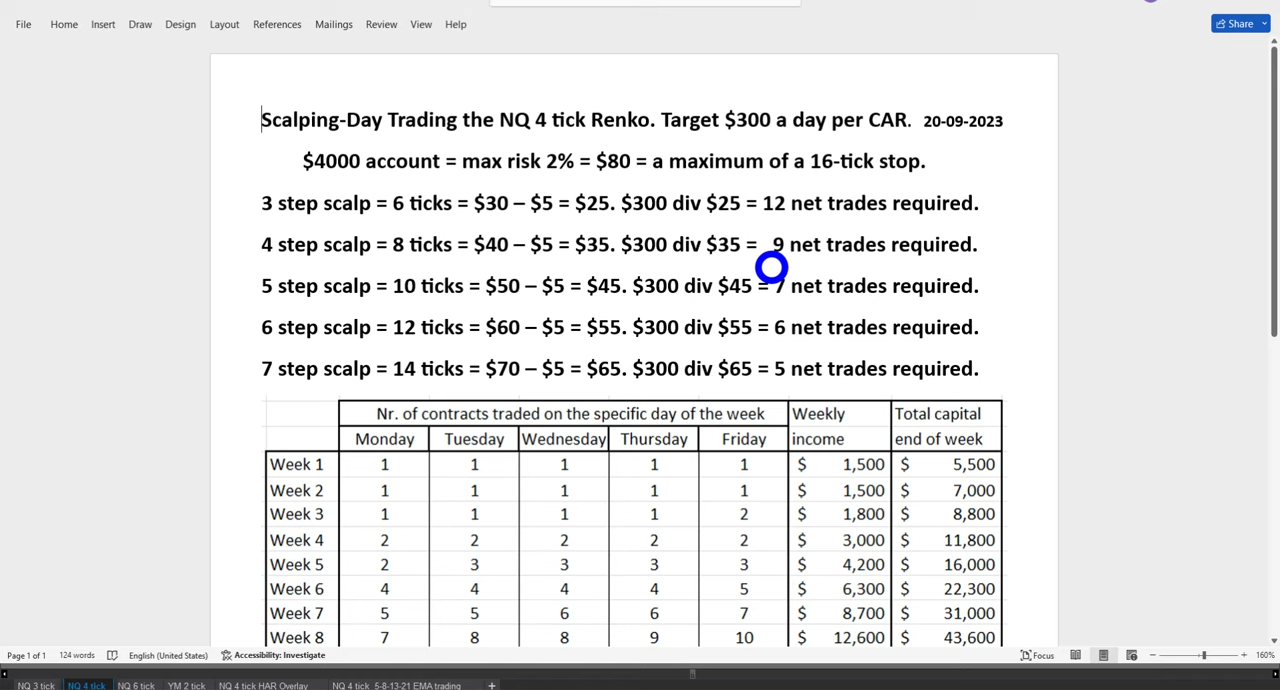 File Home Insert Draw Design Layout References Mailings Review View Help Share
Scalping-Day Trading the NQ 4 tick Renko. Target $300 a day per CAR. 20-09-2023
$4000 account = max risk 2% = $80 = a maximum of a 16-tick stop.
3 step scalp = 6 ticks = $30 – $5 = $25. $300 div $25 = 12 net trades required.
4 step scalp = 8 ticks = $40 – $5 = $35. $300 div $35 = 9 net trades required.
5 step scalp = 10 ticks = $50 – $5 = $45. $300 div $45 = 7 net trades required.
6 step scalp = 12 ticks = $60 – $5 = $55. $300 div $55 = 6 net trades required.
7 step scalp = 14 ticks = $70 – $5 = $65. $300 div $65 = 5 net trades required.
Nr. of contracts traded on the specific day of the week Weekly Total capital
Monday Tuesday Wednesday Thursday Friday income end of week
Week 1 1 1 1 1 1 $ 1,500 $ 5,500
Week 2 1 1 1 1 1 $ 1,500 $ 7,000
Week 3 1 1 1 1 2 $ 1,800 $ 8,800
Week 4 2 2 2 2 2 $ 3,000 $ 11,800
Week 5 2 3 3 3 3 $ 4,200 $ 16,000
Week 6 4 4 4 4 5 $ 6,300 $ 22,300
Week 7 5 5 6 6 7 $ 8,700 $ 31,000
Week 8 7 8 8 9 10 $ 12,600 $ 43,600
Page 1 of 1 124 words English (United States) Accessibility: Investigate Focus 160%
NQ 3 tick NQ 4 tick NQ 6 tick YM 2 tick NQ 4 tick HAR Overlay NQ 4 tick 5-8-13-21 EMA trading